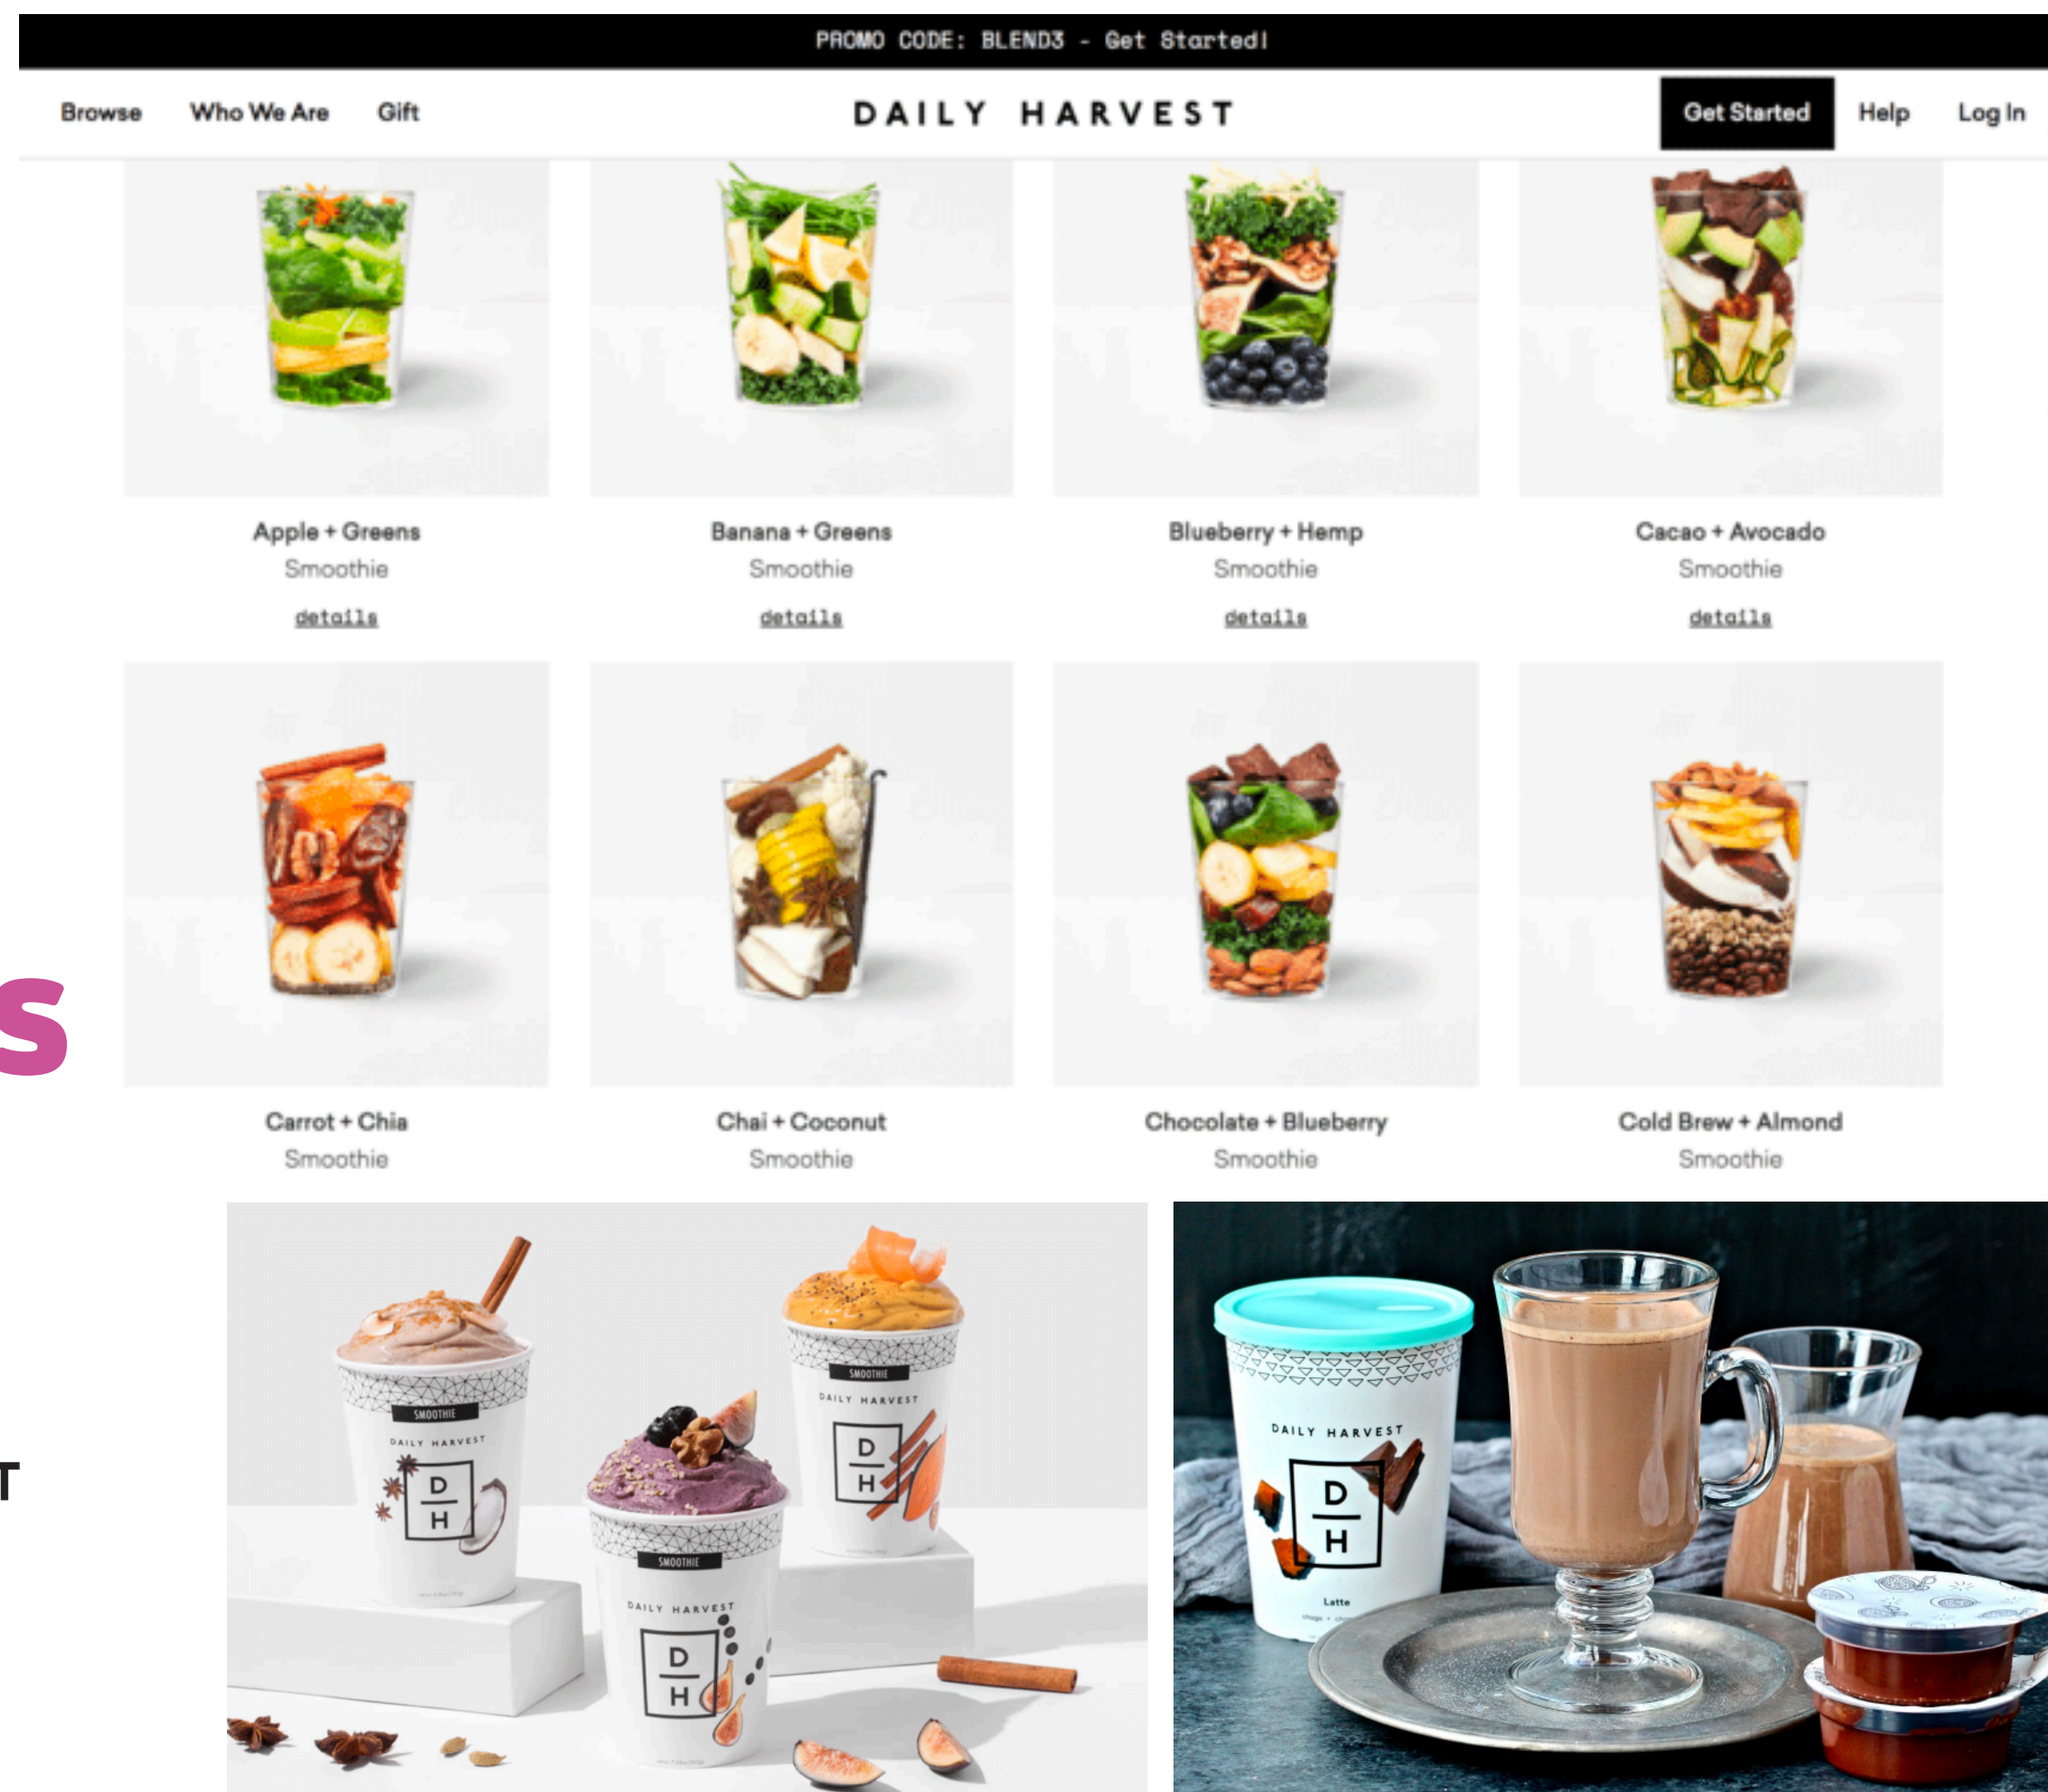 PROMO CODE: BLEND3 - Get Started!
Browse Who We Are Gift DAILY HARVEST Get Started Help Log In
Apple + Greens Banana + Greens Blueberry + Hemp Cacao + Avocado
Smoothie Smoothie Smoothie Smoothie
details details details details
s
Carrot + Chia Chai + Coconut Chocolate + Blueberry Cold Brew + Almond
Smoothie Smoothie Smoothie Smoothie
T
SMOOTHIE
DAILY HARVEST
D
H
SMOOTHIE
DAILY HARVEST
D
H
SMOOTHIE
DAILY HARVEST
D
H
DAILY HARVEST
D
H
Latte